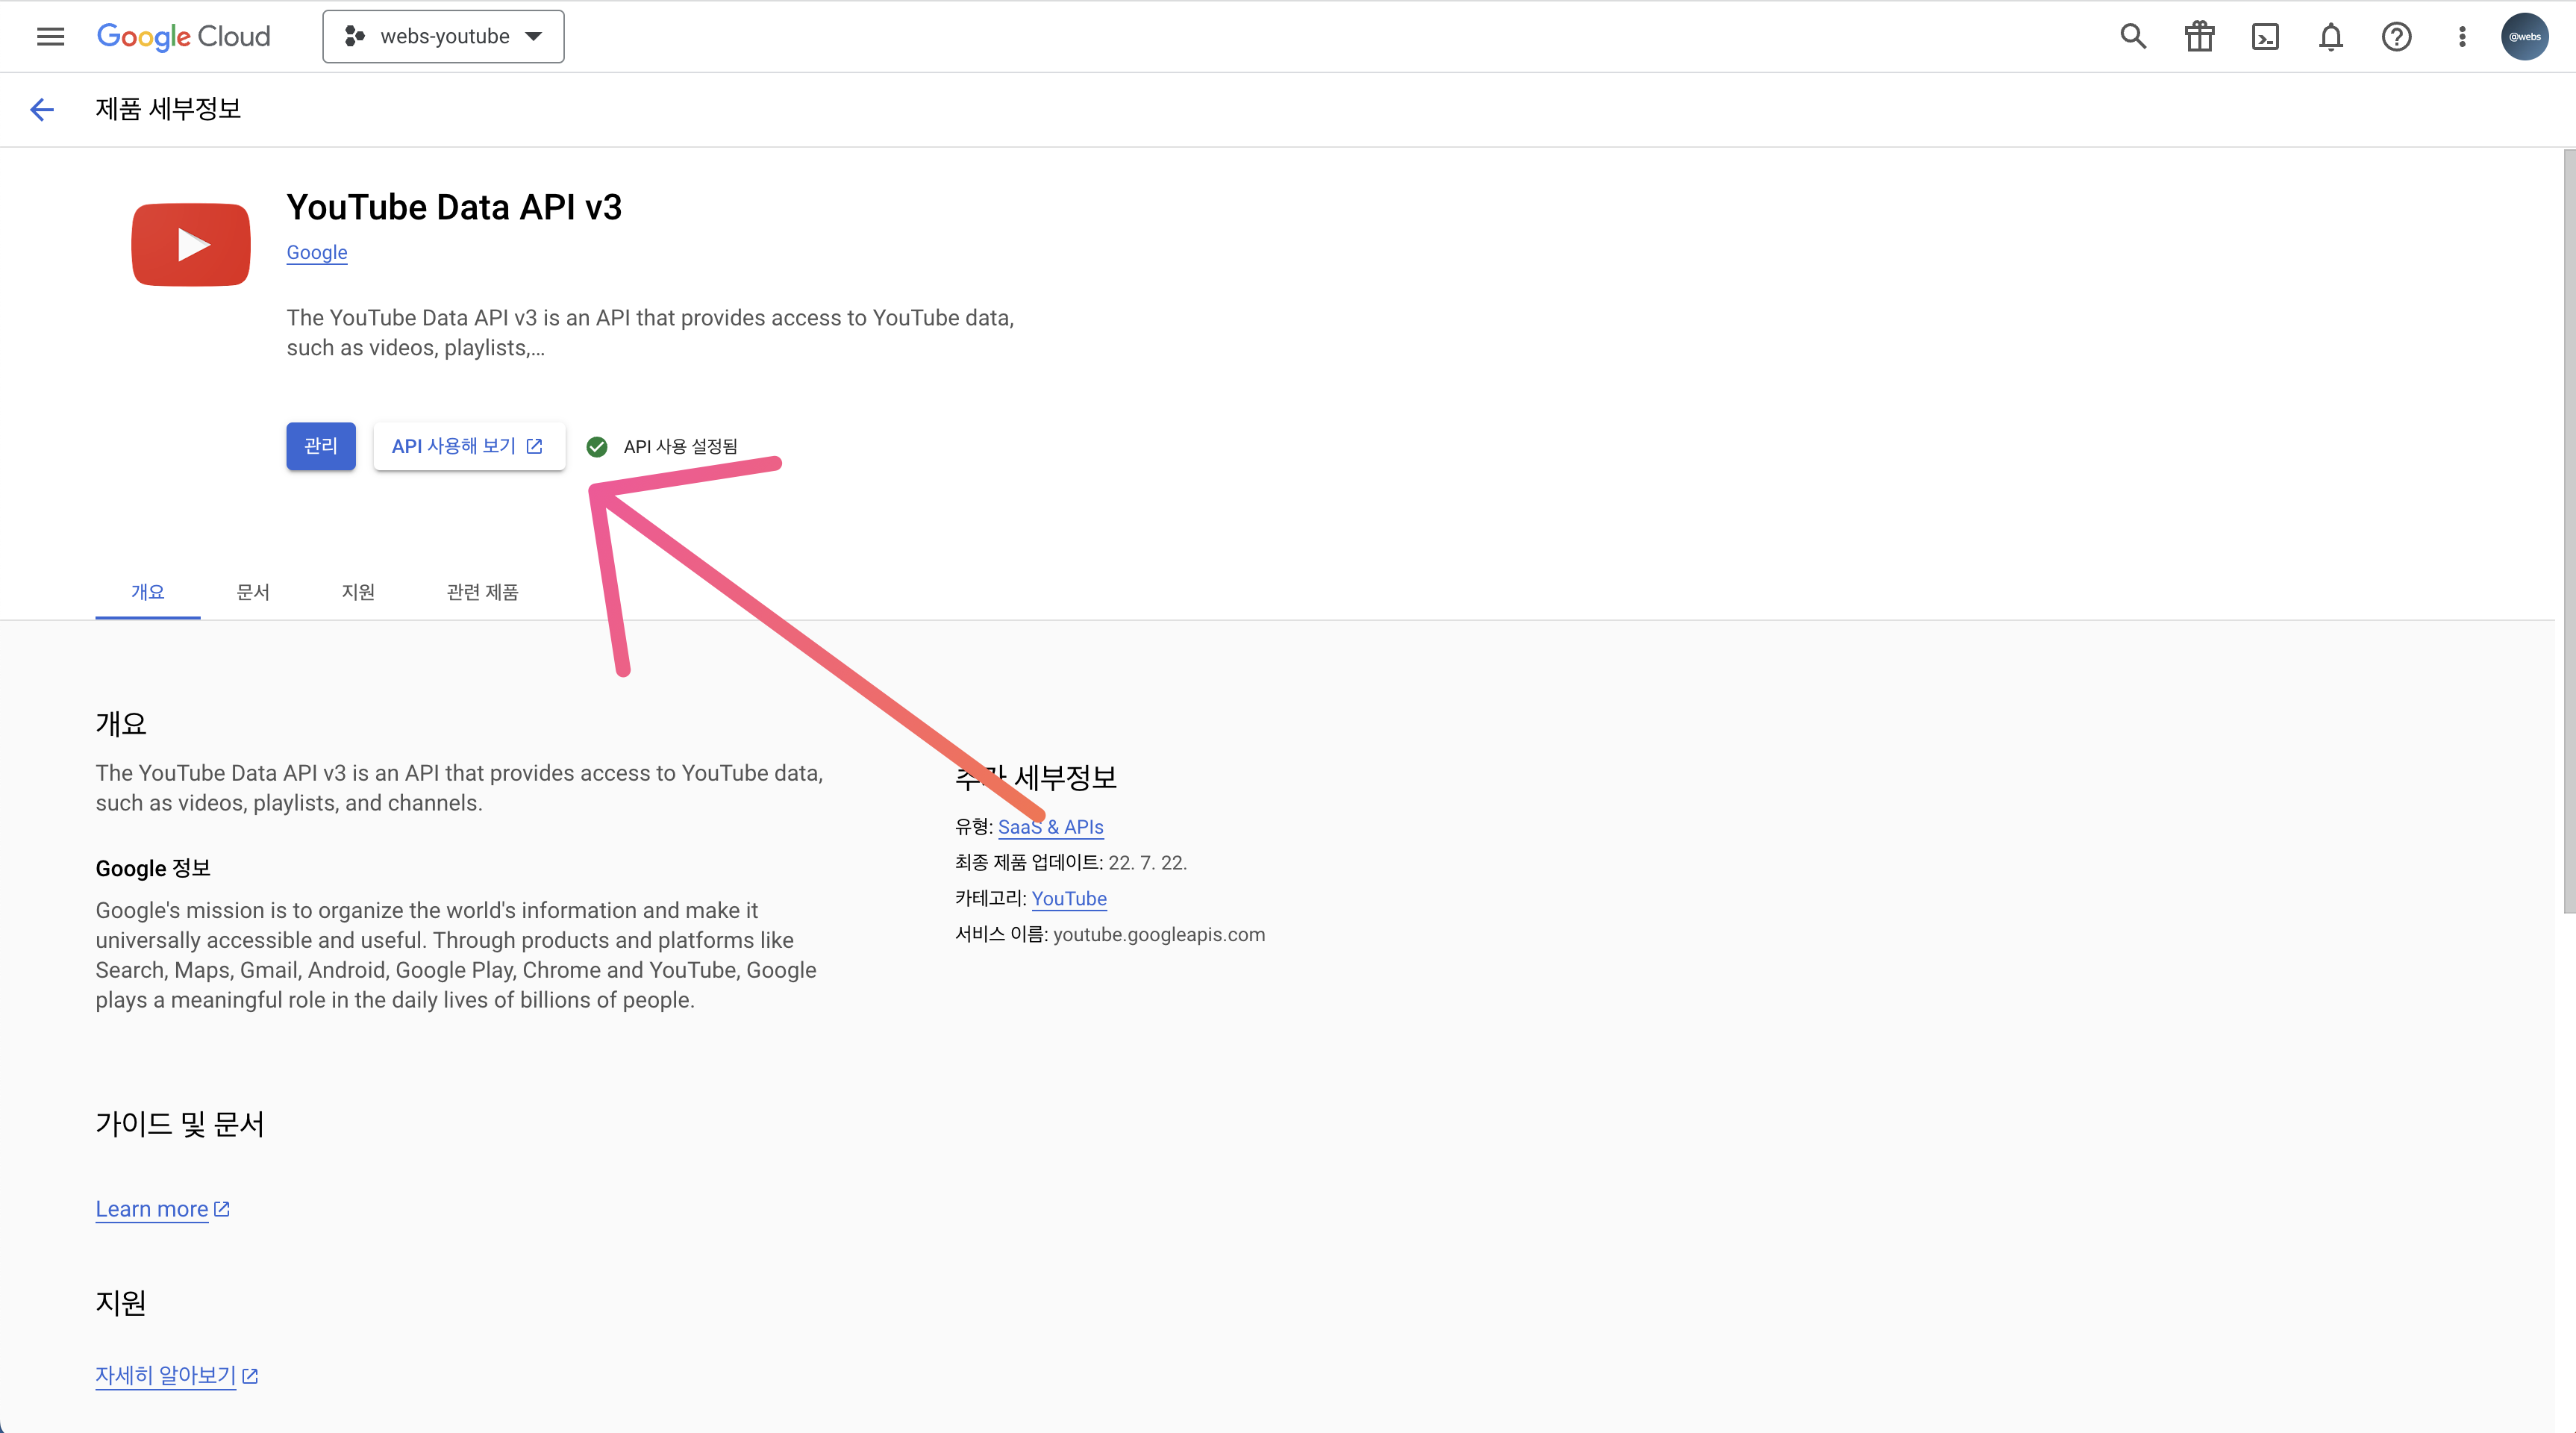 Google Cloud
webs-youtube
@webs
제품 세부정보
YouTube Data API v3
Google
The YouTube Data API v3 is an API that provides access to YouTube data,
such as videos, playlists,...
관리
API 사용해 보기
API 사용 설정됨
개요
문서
지원
관련 제품
개요
The YouTube Data API v3 is an API that provides access to YouTube data,
such as videos, playlists, and channels.
Google 정보
Google's mission is to organize the world's information and make it
universally accessible and useful. Through products and platforms like
Search, Maps, Gmail, Android, Google Play, Chrome and YouTube, Google
plays a meaningful role in the daily lives of billions of people.
추가 세부정보
유형: SaaS & APIs
최종 제품 업데이트: 22. 7. 22.
카테고리: YouTube
서비스 이름: youtube.googleapis.com
가이드 및 문서
Learn more
지원
자세히 알아보기